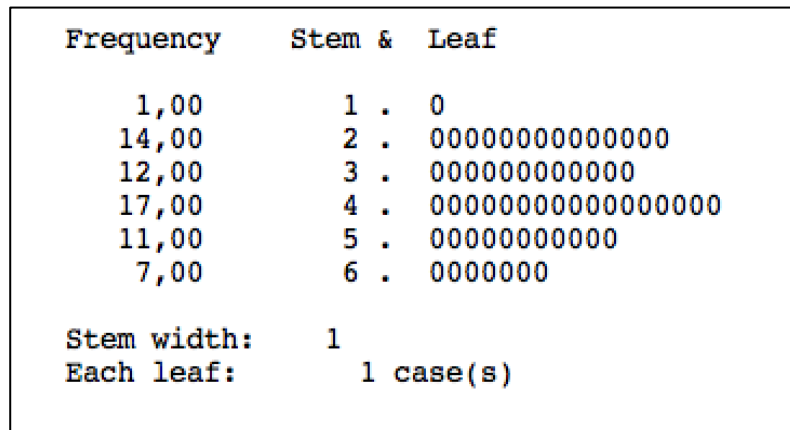 Frequency Stem & Leaf
1,00 1 . 0
14,00 2 . 00000000000000
12,00 3 . 000000000000
17,00 4 . 00000000000000000
11,00 5 . 00000000000
7,00 6 . 0000000
Stem width: 1
Each leaf: 1 case(s)